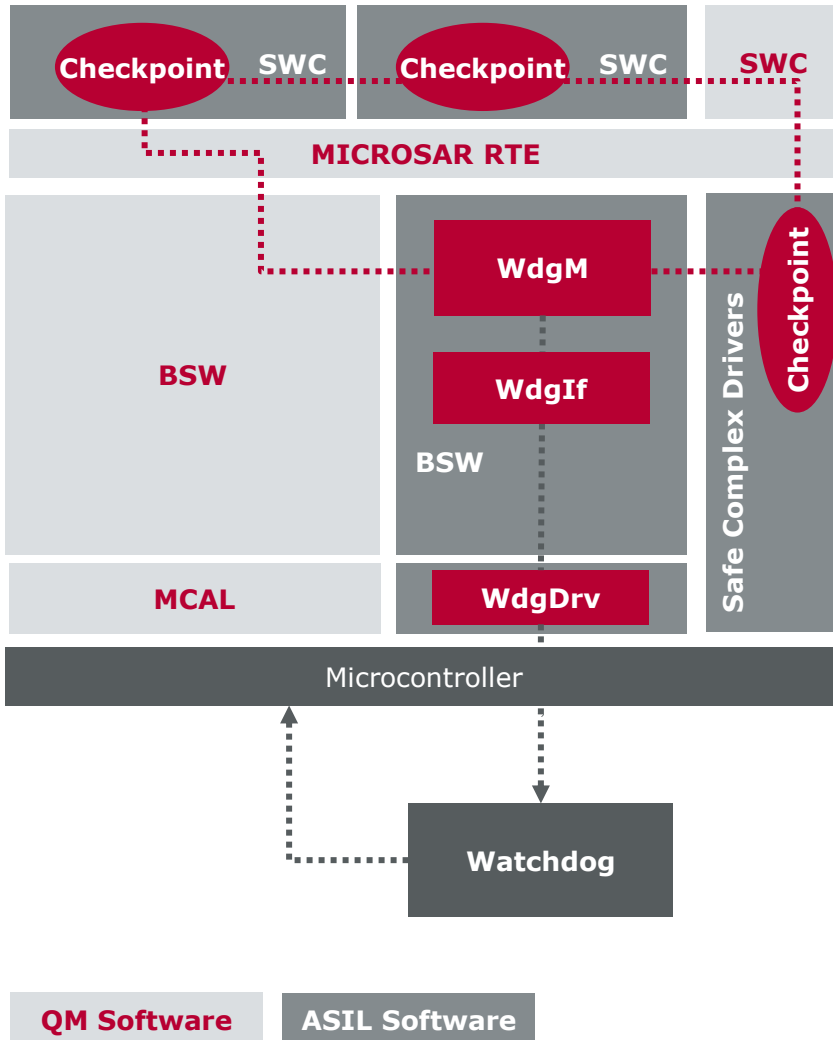 Checkpoint
SWC
Checkpoint
SWC
SWC
MICROSAR RTE
BSW
WdgM
WdgIf
BSW
Safe Complex Drivers
Checkpoint
MCAL
WdgDrv
Microcontroller
Watchdog
QM Software
ASIL Software